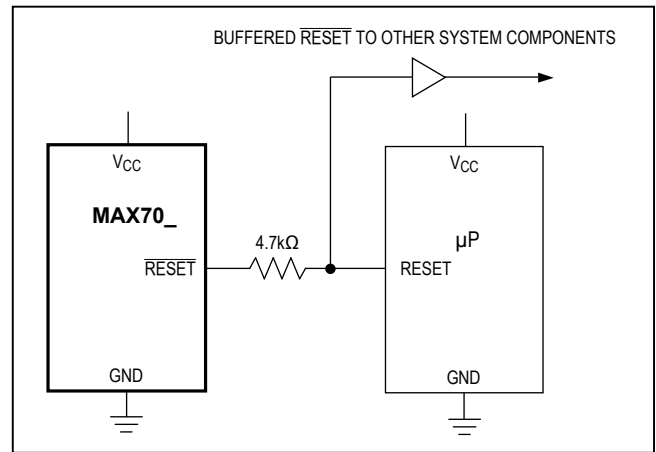 BUFFERED RESET TO OTHER SYSTEM COMPONENTS
VCC
MAX70_
RESET
GND
4.7kΩ
VCC
µP
RESET
GND